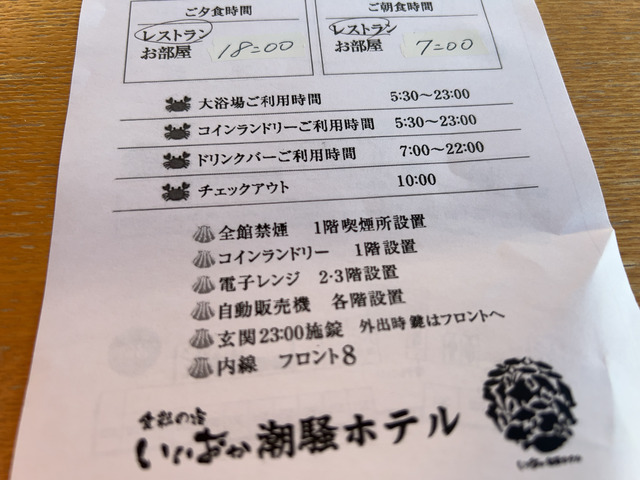 ご夕食時間
レストラン
お部屋 18:00
ご朝食時間
レストラン
お部屋 7:00
大浴場ご利用時間 5:30～23:00
コインランドリーご利用時間 5:30～23:00
ドリンクバーご利用時間 7:00～22:00
チェックアウト 10:00
全館禁煙 1階喫煙所設置
コインランドリー 1階設置
電子レンジ 2･3階設置
自動販売機 各階設置
玄関23:00施錠 外出時 鍵はフロントへ
内線 フロント8
いいおか潮騒ホテル